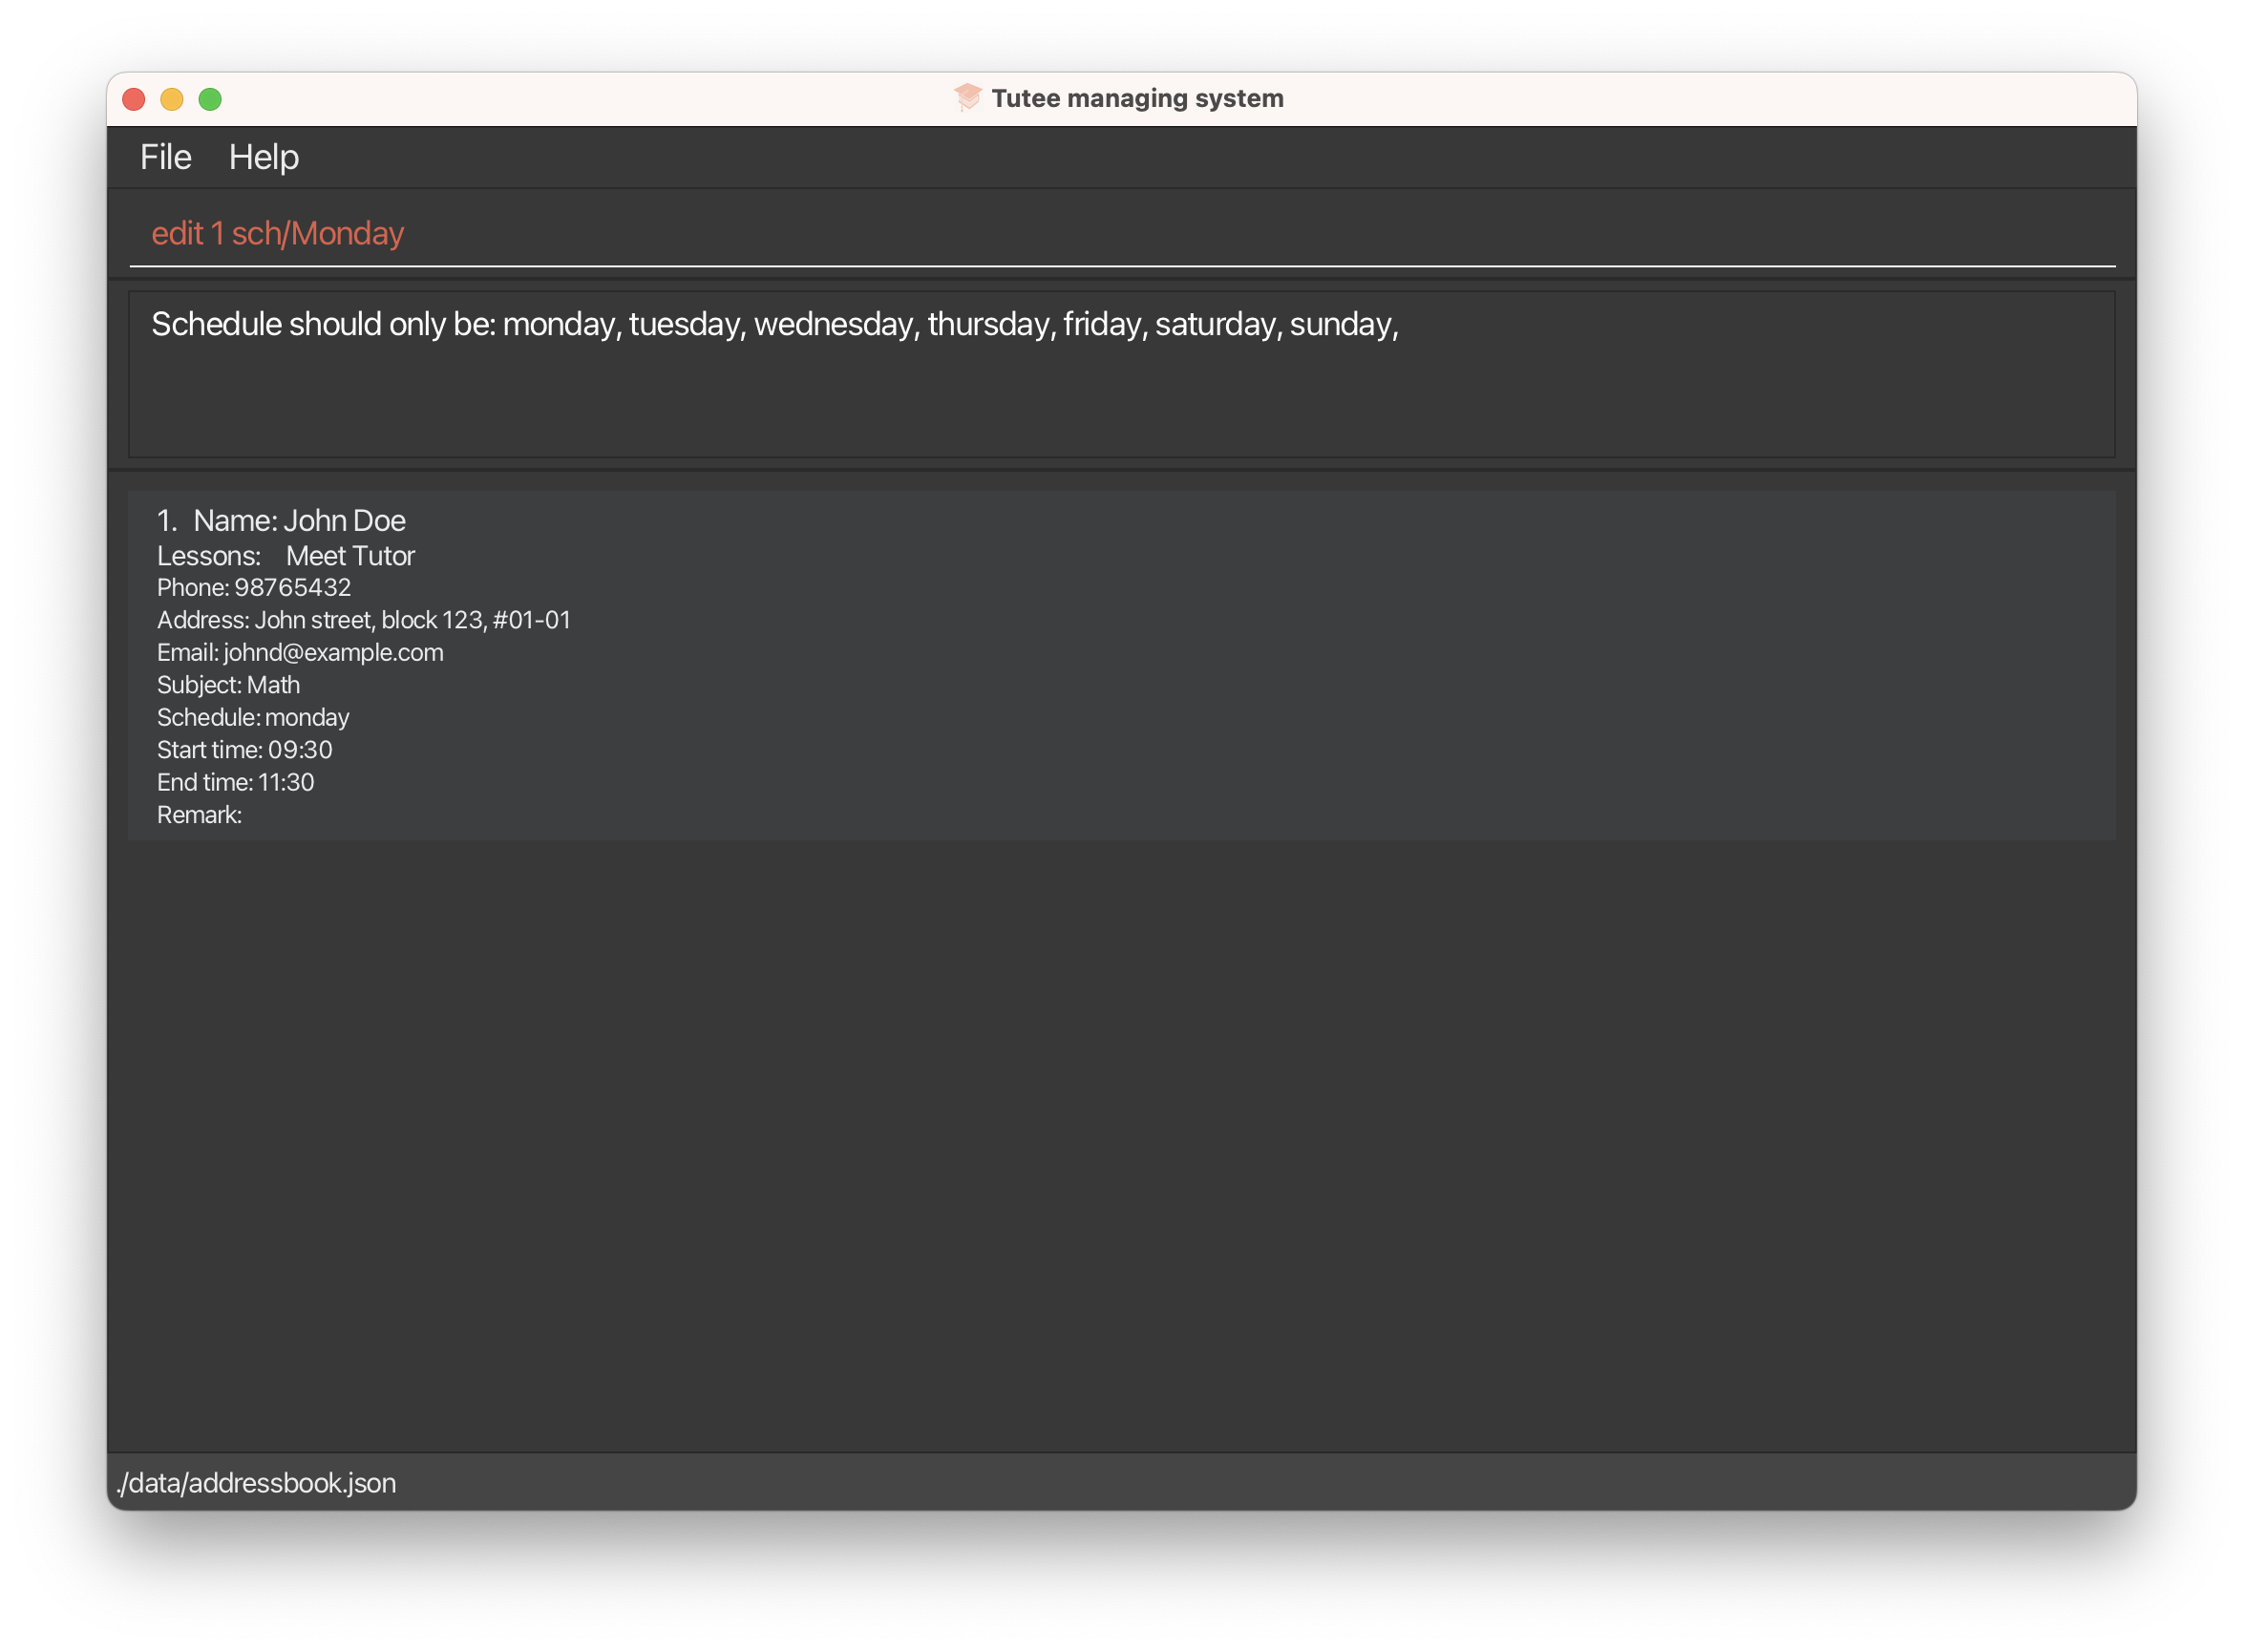 Tutee managing system
File Help
edit 1 sch/Monday
Schedule should only be: monday, tuesday, wednesday, thursday, friday, saturday, sunday,
1. Name: John Doe
Lessons: Meet Tutor
Phone: 98765432
Address: John street, block 123, #01-01
Email: johnd@example.com
Subject: Math
Schedule: monday
Start time: 09:30
End time: 11:30
Remark:
./data/addressbook.json